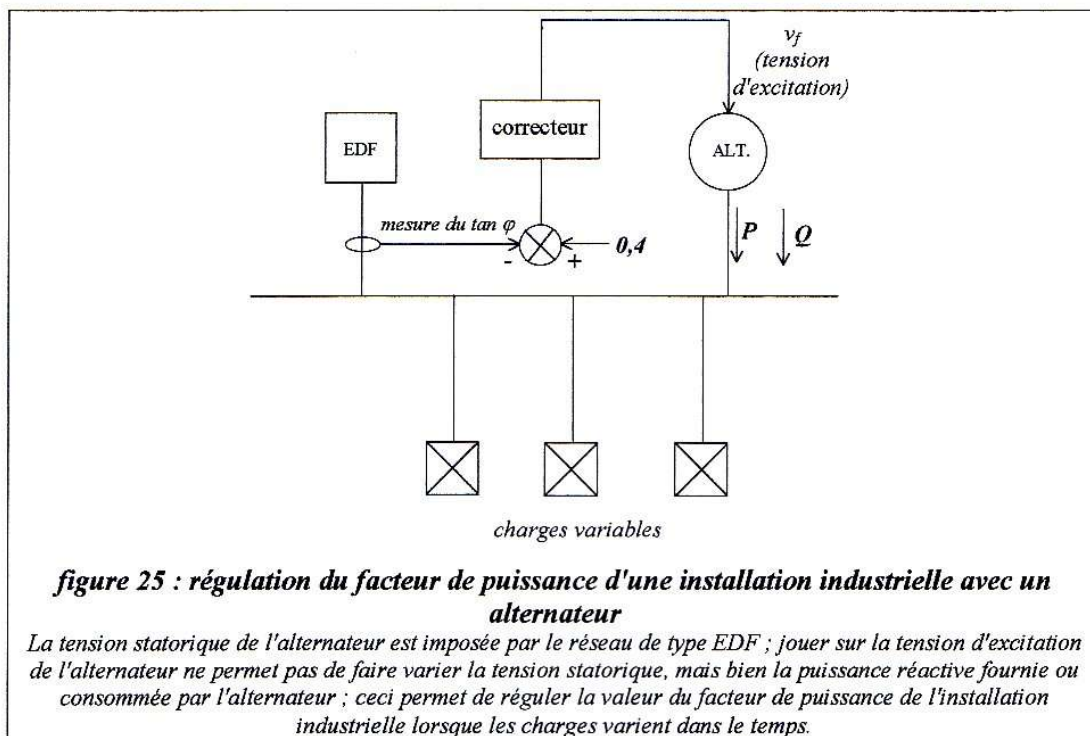 v_f
(tension
d'excitation)
correcteur
EDF
ALT.
mesure du tan φ
- +
0,4
P
Q
charges variables
figure 25 : régulation du facteur de puissance d'une installation industrielle avec un
alternateur
La tension statorique de l'alternateur est imposée par le réseau de type EDF ; jouer sur la tension d'excitation
de l'alternateur ne permet pas de faire varier la tension statorique, mais bien la puissance réactive fournie ou
consommée par l'alternateur ; ceci permet de réguler la valeur du facteur de puissance de l'installation
industrielle lorsque les charges varient dans le temps.